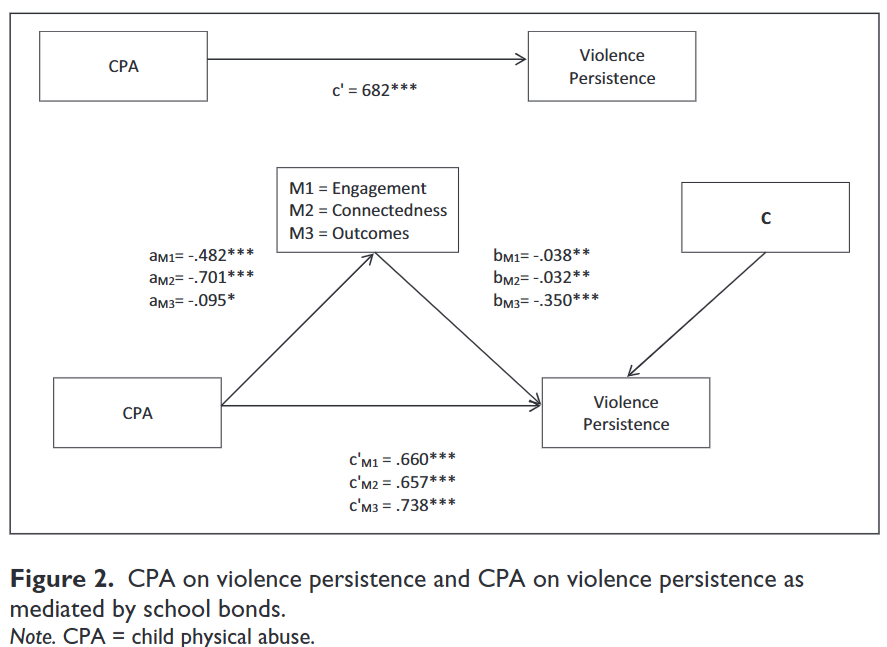 CPA
Violence
Persistence
c' = 682***
M1 = Engagement
M2 = Connectedness
M3 = Outcomes
C
aM1= -.482***
aM2= -.701***
aM3= -.095*
bM1= -.038**
bM2= -.032**
bM3= -.350***
CPA
Violence
Persistence
c'M1 = .660***
c'M2 = .657***
c'M3 = .738***
Figure 2. CPA on violence persistence and CPA on violence persistence as
mediated by school bonds.
Note. CPA = child physical abuse.